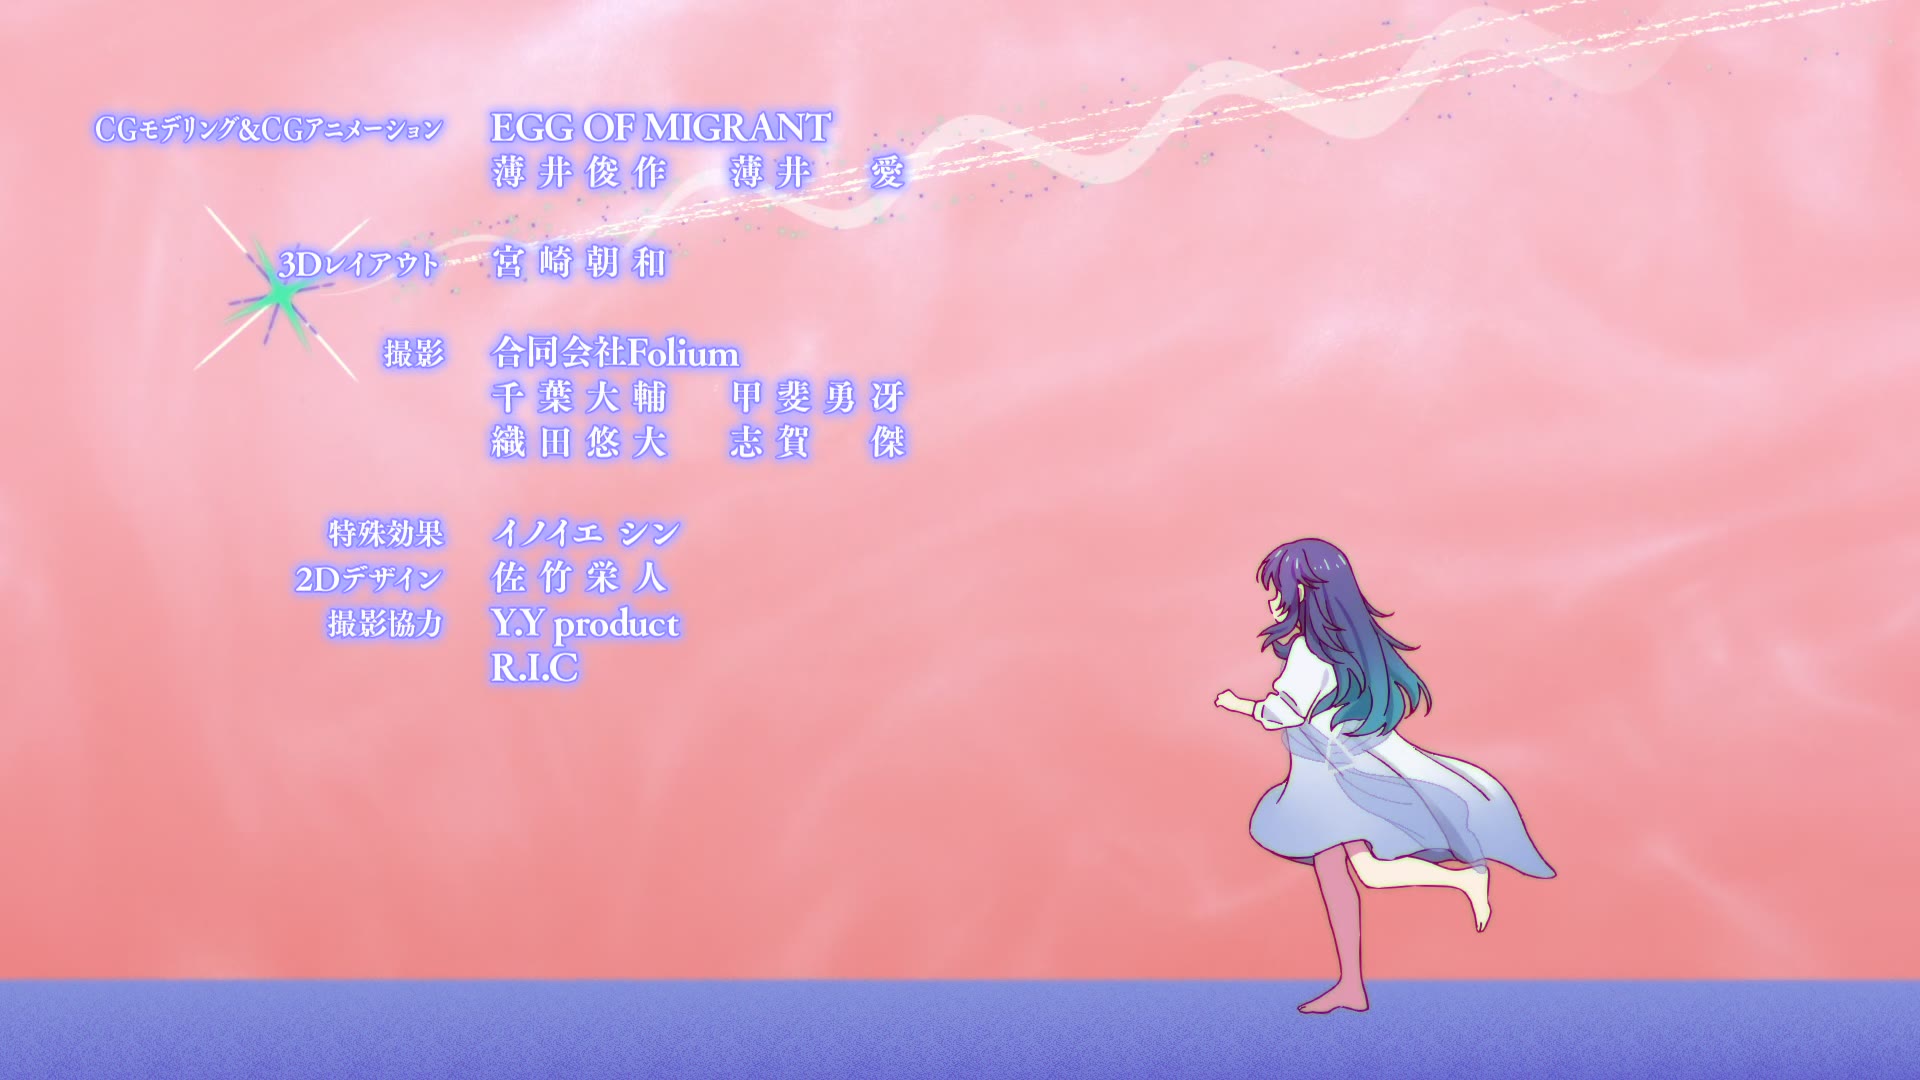 CGモデリング&CGアニメーション EGG OF MIGRANT
薄井俊作 薄井 愛
3Dレイアウト 宮崎朝和
撮影 合同会社Folium
千葉大輔 甲斐勇冴
織田悠大 志賀 傑
特殊効果 イノイエ シン
2Dデザイン 佐竹栄人
撮影協力 Y.Y product
R.I.C